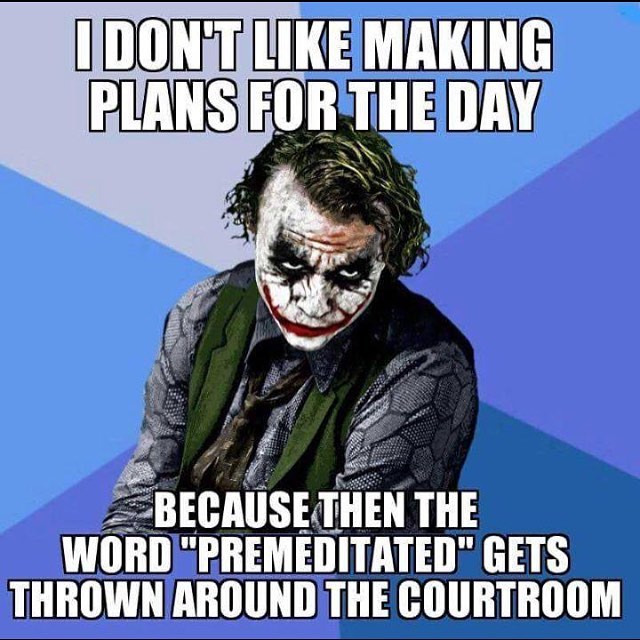 I DON'T LIKE MAKING
PLANS FOR THE DAY
BECAUSE THEN THE
WORD "PREMEDITATED" GETS
THROWN AROUND THE COURTROOM